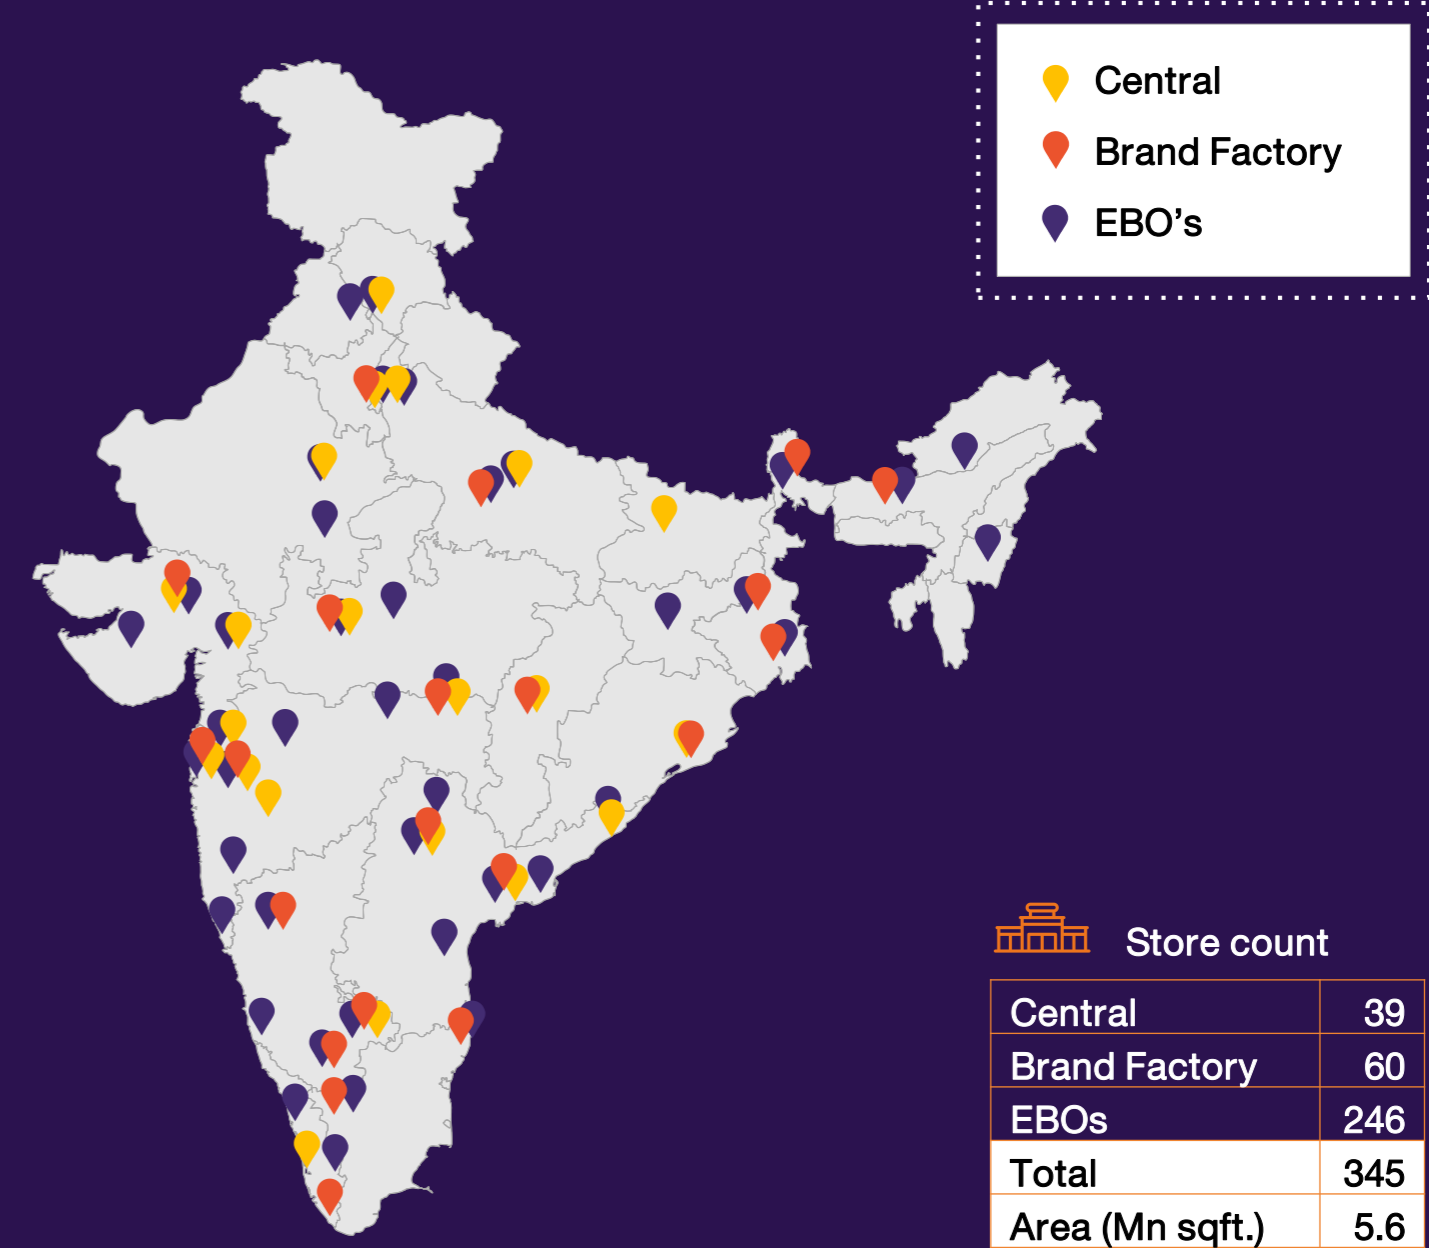 Central
Brand Factory
EBO’s
Store count
Central 39
Brand Factory 60
EBOs 246
Total 345
Area (Mn sqft.) 5.6